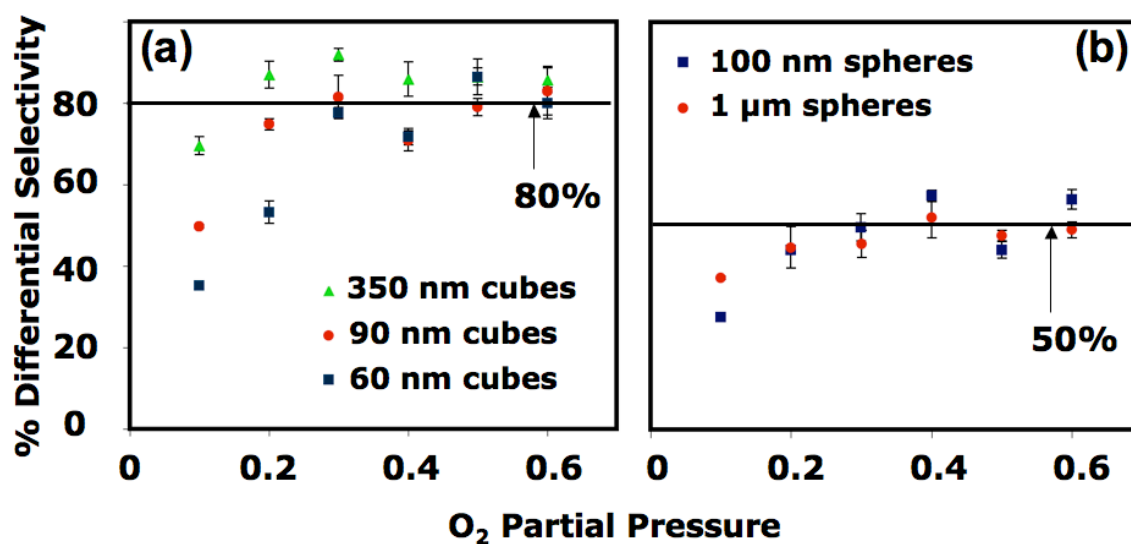 (a)
(b)
% Differential Selectivity
80
60
40
20
0
80%
350 nm cubes
90 nm cubes
60 nm cubes
0
0.2
0.4
0.6
100 nm spheres
1 µm spheres
50%
0
0.2
0.4
0.6
O₂ Partial Pressure